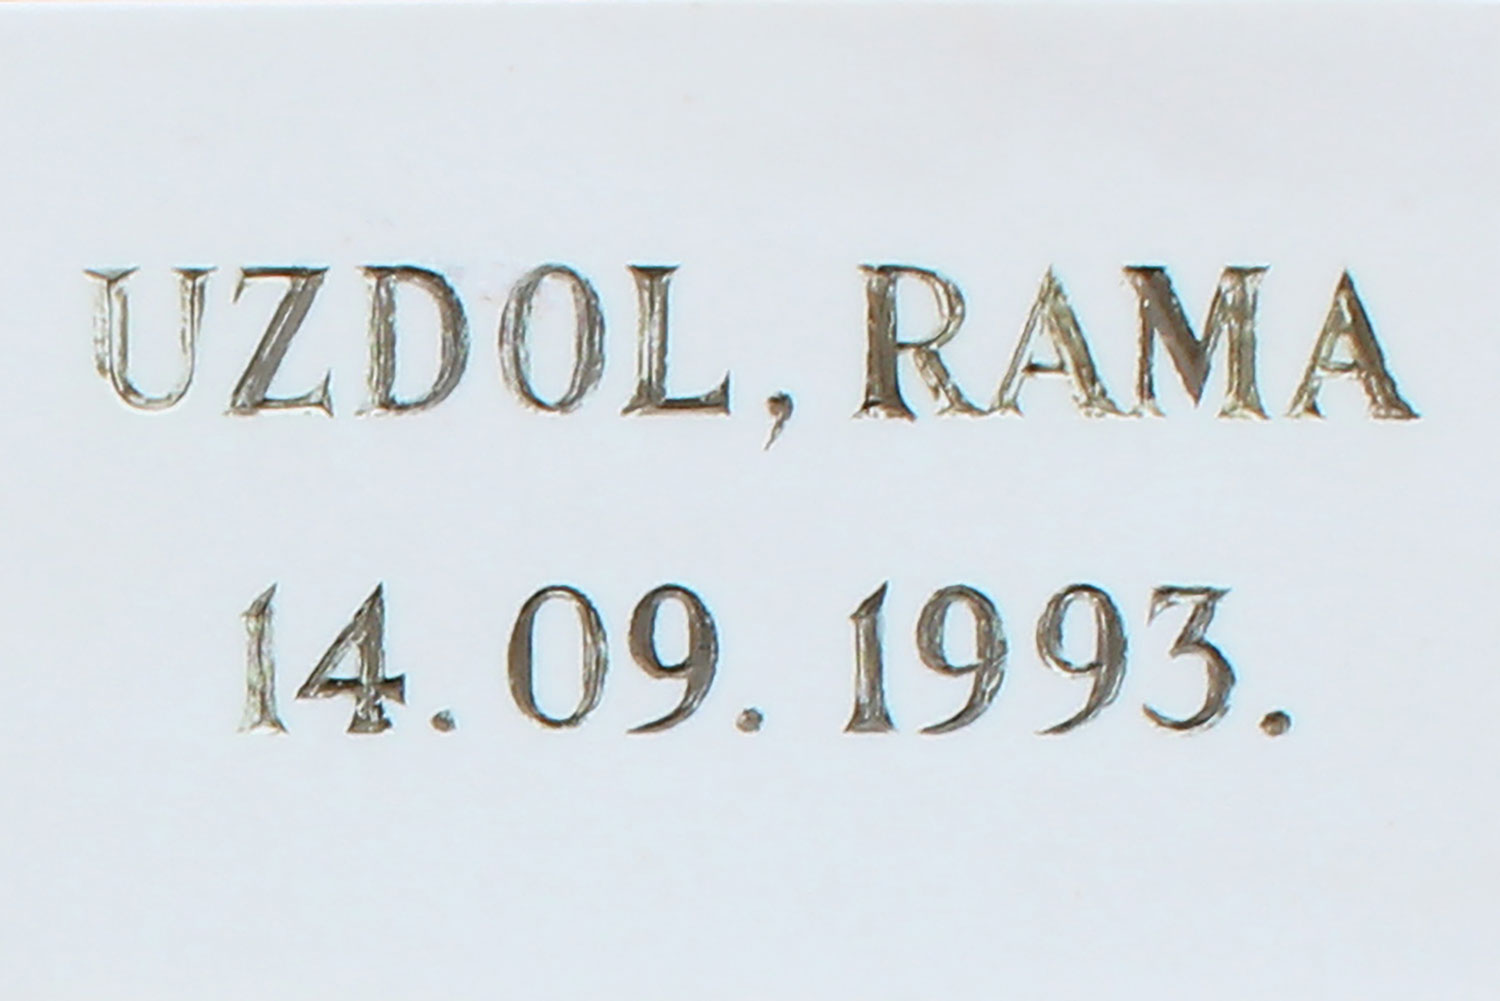 UZDOL, RAMA
14. 09. 1993.